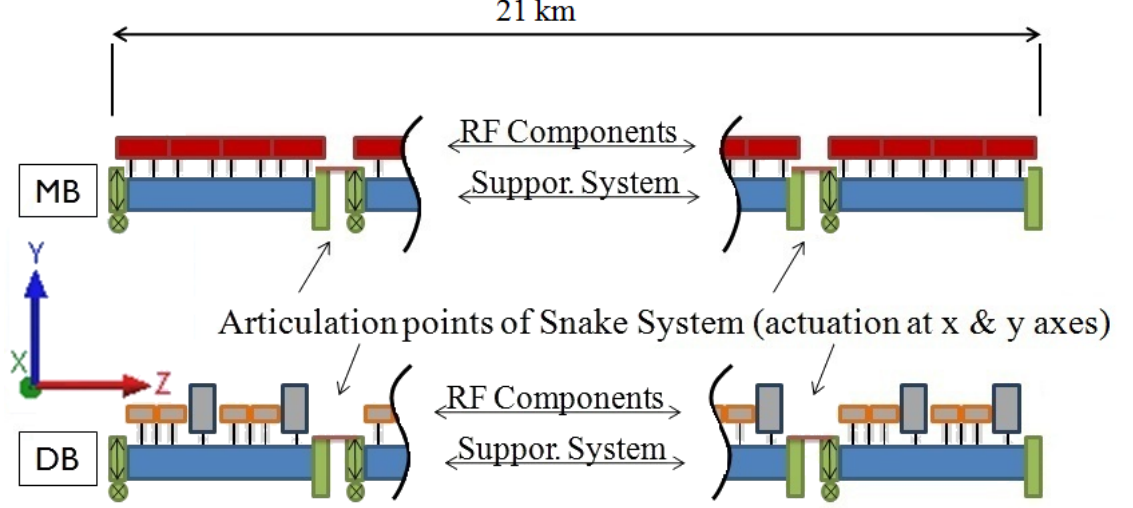 21 km
RF Components
MB
Suppor. System
Y
Articulation points of Snake System (actuation at x & y axes)
X
Z
RF Components
DB
Suppor. System